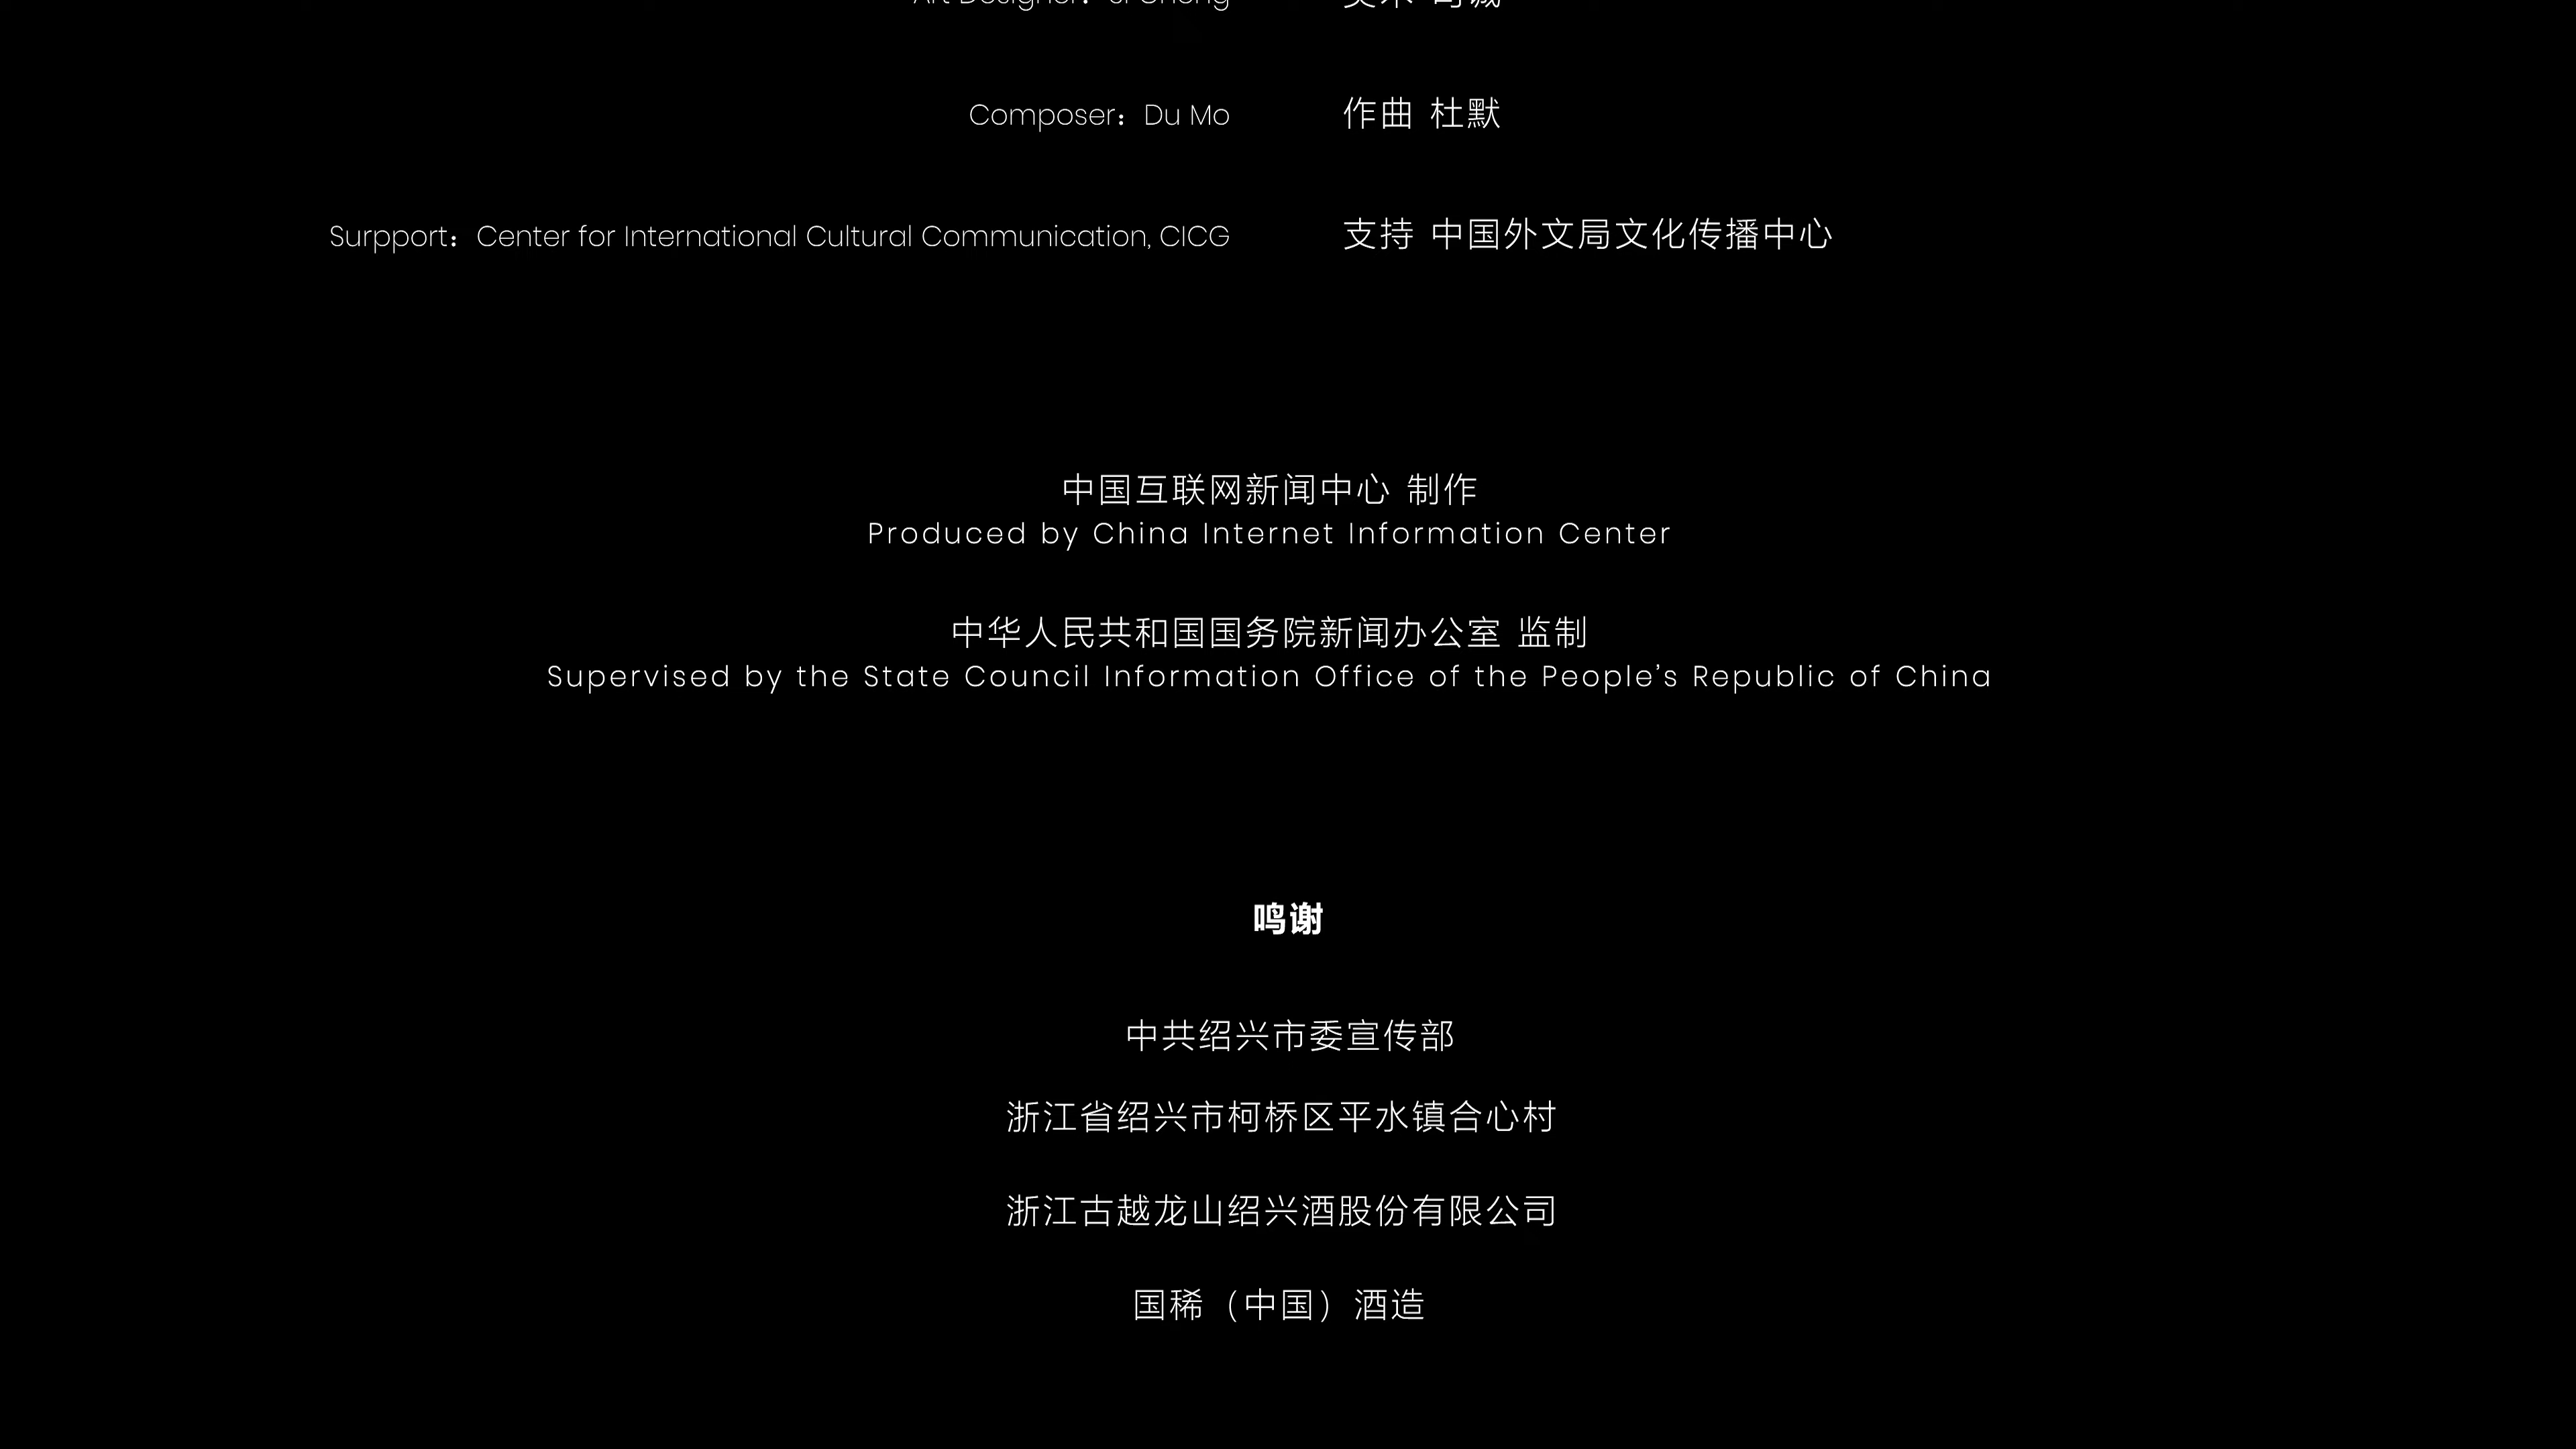 Art Designer：Ji Cheng 美术
Composer：Du Mo 作曲 杜默
Surpport：Center for International Cultural Communication, CICG 支持 中国外文局文化传播中心
中国互联网新闻中心 制作
Produced by China Internet Information Center
中华人民共和国国务院新闻办公室 监制
Supervised by the State Council Information Office of the People’s Republic of China
鸣谢
中共绍兴市委宣传部
浙江省绍兴市柯桥区平水镇合心村
浙江古越龙山绍兴酒股份有限公司
国稀（中国）酒造